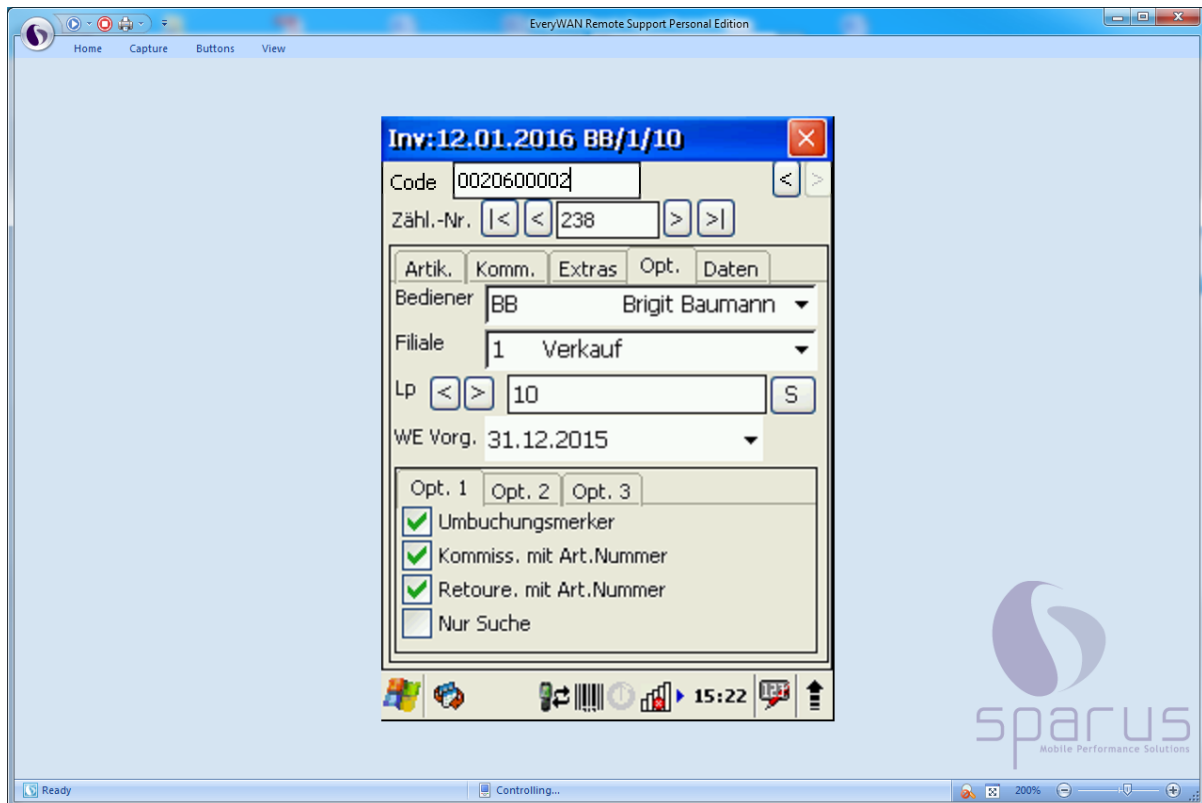 EveryWAN Remote Support Personal Edition
Home Capture Buttons View
Inv:12.01.2016 BB/1/10
Code 0020600002 < >
Zähl.-Nr. |< < 238 > >|
Artik. Komm. Extras Opt. Daten
Bediener BB Brigit Baumann
Filiale 1 Verkauf
Lp < > 10 S
WE Vorg. 31.12.2015
Opt. 1 Opt. 2 Opt. 3
Umbuchungsmerker
Kommiss. mit Art.Nummer
Retoure. mit Art.Nummer
Nur Suche
15:22 123
sparus
Mobile Performance Solutions
Ready Controlling... 200%